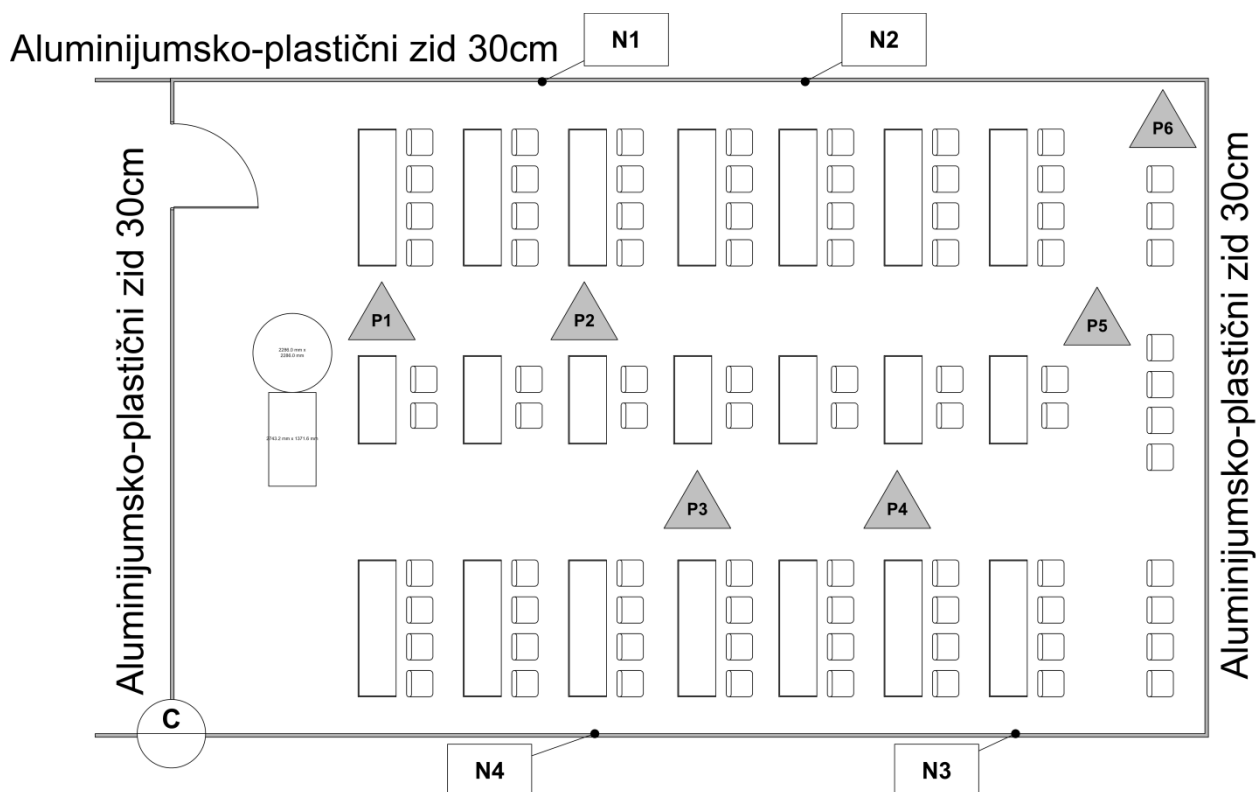 N1
N2
Aluminijumsko-plastični zid 30cm
P6
Aluminijumsko-plastični zid 30cm
Aluminijumsko-plastični zid 30cm
P1
P2
P5
2286.0 mm x
2286.0 mm
2743.2 mm x 1371.6 mm
P3
P4
C
N4
N3